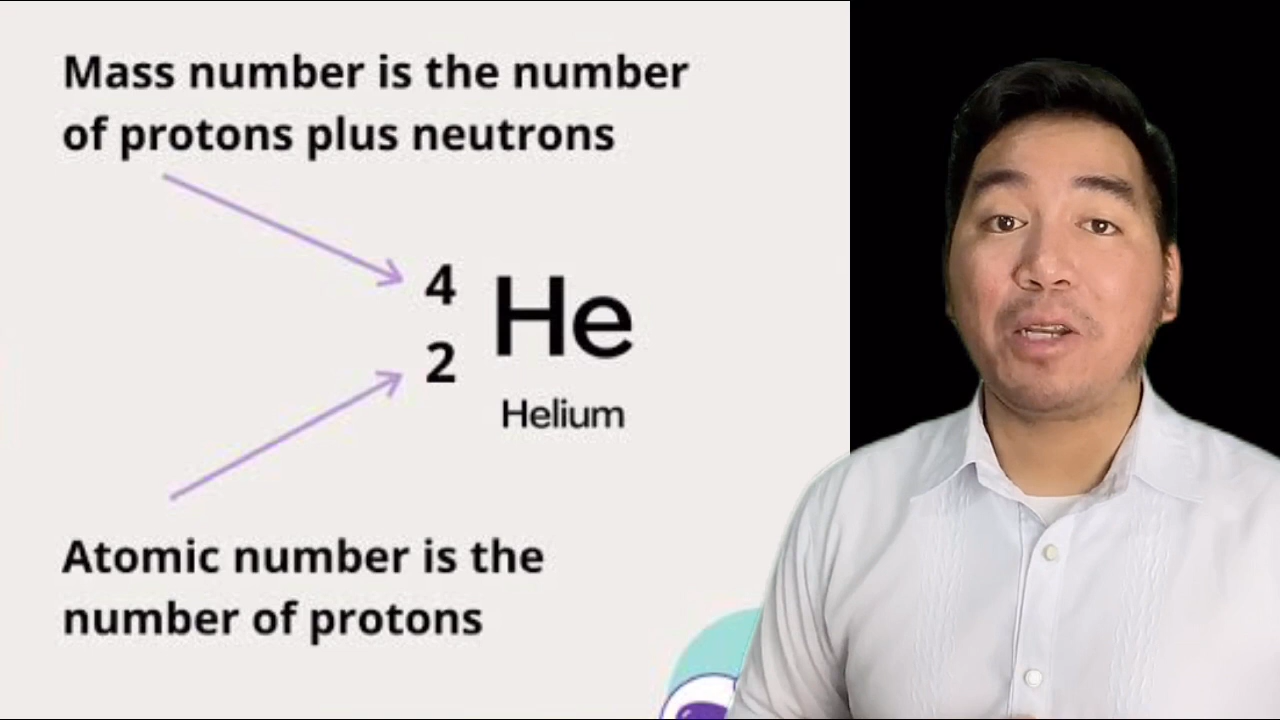 Mass number is the number
of protons plus neutrons
4
He
2
Helium
Atomic number is the
number of protons